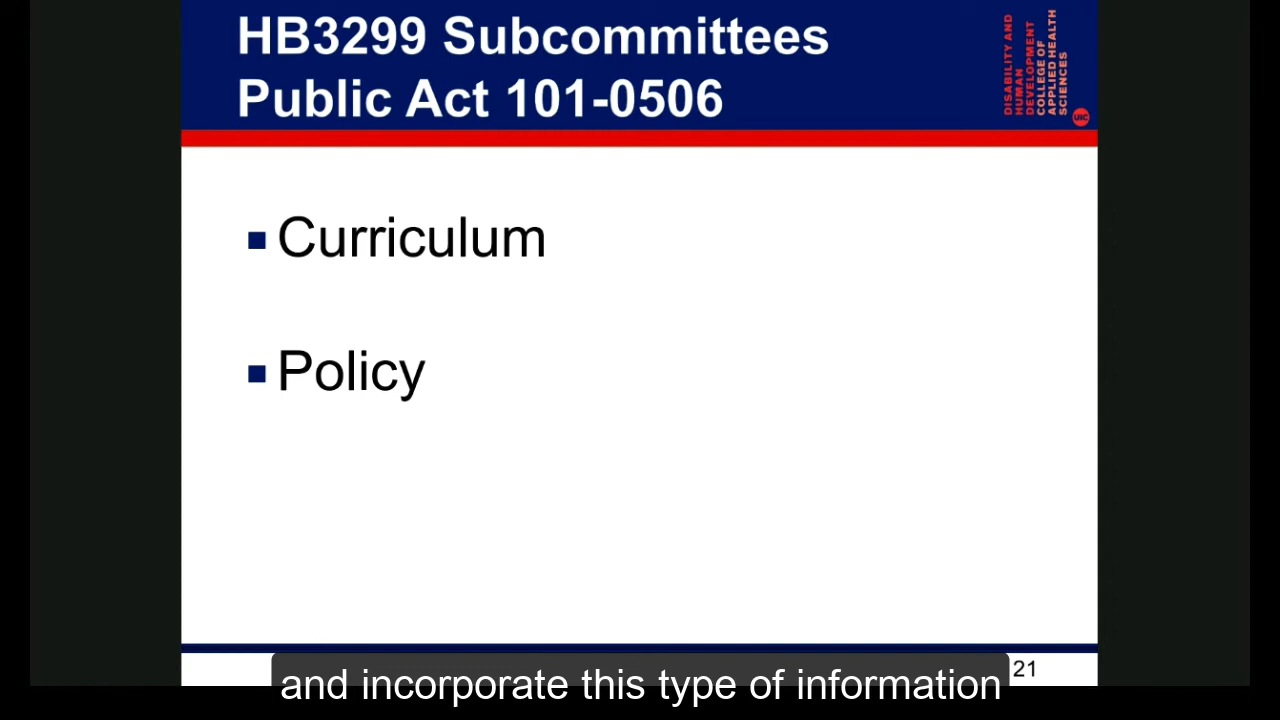 HB3299 Subcommittees
Public Act 101-0506
DISABILITY AND
HUMAN
DEVELOPMENT
COLLEGE OF
APPLIED HEALTH
SCIENCES
UIC
Curriculum
Policy
21
and incorporate this type of information